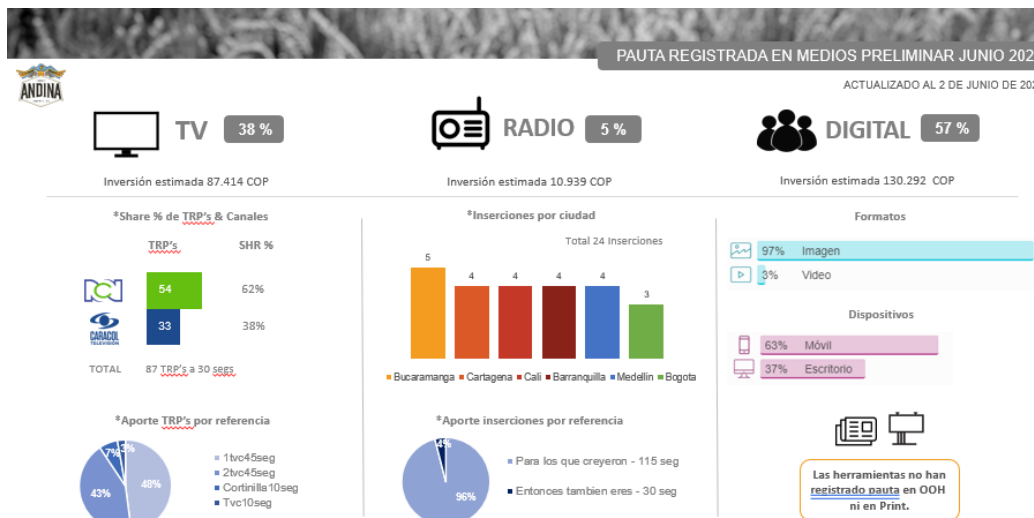 PAUTA REGISTRADA EN MEDIOS PRELIMINAR JUNIO 202
ACTUALIZADO AL 2 DE JUNIO DE 202
ANDINA
TV 38 %
Inversión estimada 87.414 COP
RADIO 5 %
Inversión estimada 10.939 COP
DIGITAL 57 %
Inversión estimada 130.292 COP
*Share % de TRP's & Canales
TRP's SHR %
RCN 54 62%
CARACOL TELEVISIÓN 33 38%
TOTAL 87 TRP's a 30 segs
*Aporte TRP's por referencia
48%
43%
7%
3%
1tvc45seg
2tvc45seg
Cortinilla10seg
Tvc10seg
*Inserciones por ciudad
Total 24 Inserciones
5 4 4 4 4 3
Bucaramanga Cartagena Cali Barranquilla Medellín Bogota
*Aporte inserciones por referencia
4%
96%
Para los que creyeron - 115 seg
Entonces tambien eres - 30 seg
Formatos
97% Imagen
3% Video
Dispositivos
63% Móvil
37% Escritorio
Las herramientas no han
registrado pauta en OOH
ni en Print.